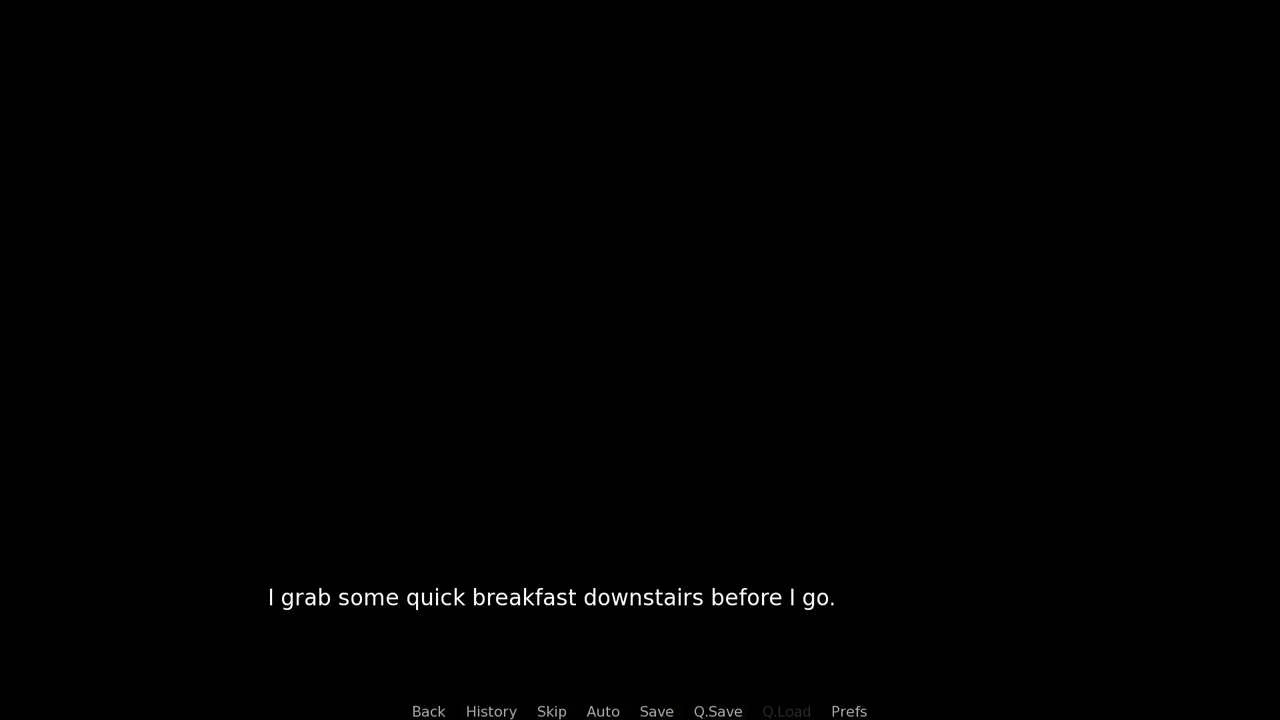 I grab some quick breakfast downstairs before I go.
Back History Skip Auto Save Q.Save Q.Load Prefs